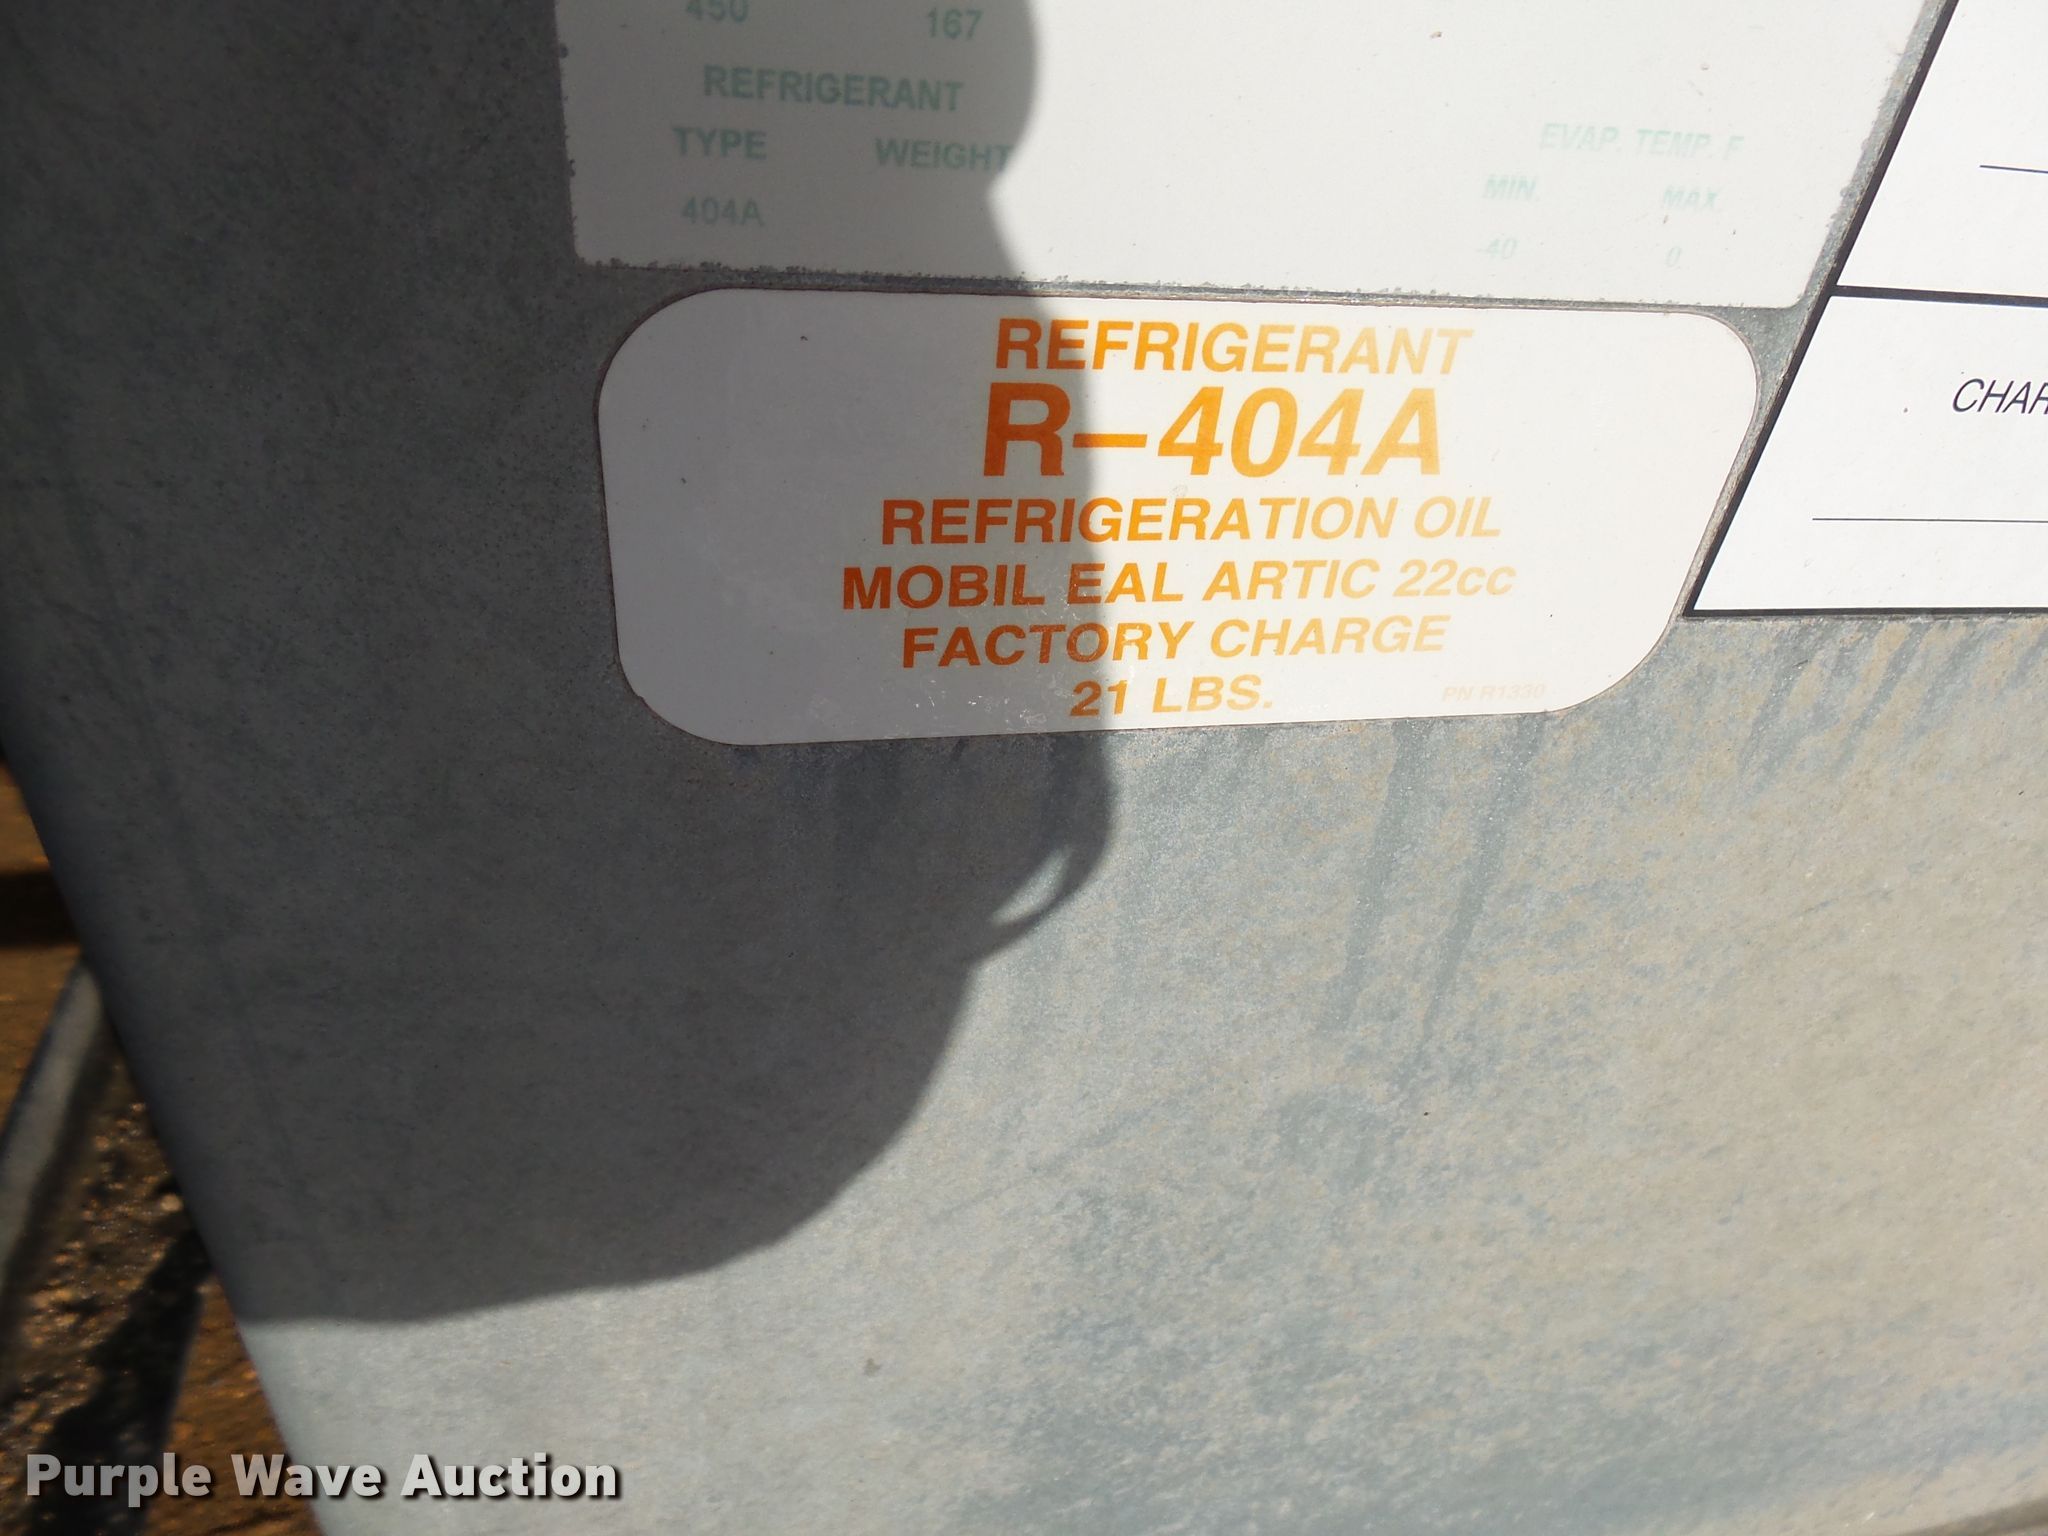 450 167
REFRIGERANT
TYPE WEIGHT
404A
EVAP. TEMP. F
MIN. MAX.
-40 0
REFRIGERANT
R-404A
REFRIGERATION OIL
MOBIL EAL ARTIC 22cc
FACTORY CHARGE
21 LBS.
PN R1330
CHAR
Purple Wave Auction